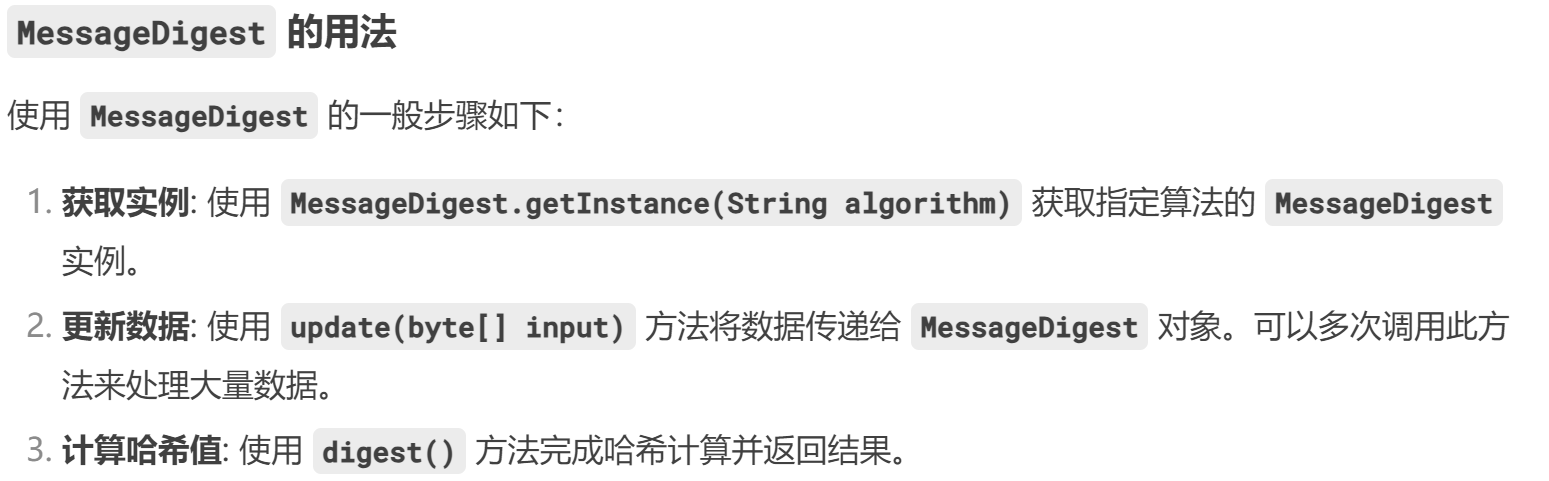 MessageDigest 的用法
使用 MessageDigest 的一般步骤如下：
1. 获取实例: 使用 MessageDigest.getInstance(String algorithm) 获取指定算法的 MessageDigest
实例。
2. 更新数据: 使用 update(byte[] input) 方法将数据传递给 MessageDigest 对象。可以多次调用此方
法来处理大量数据。
3. 计算哈希值: 使用 digest() 方法完成哈希计算并返回结果。